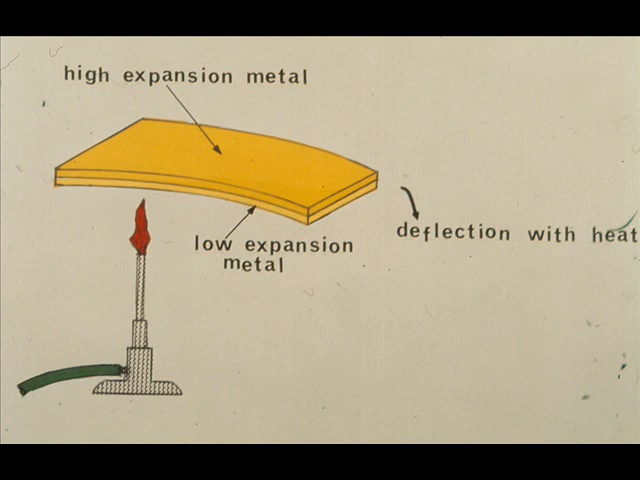 high expansion metal
low expansion
metal
deflection with heat